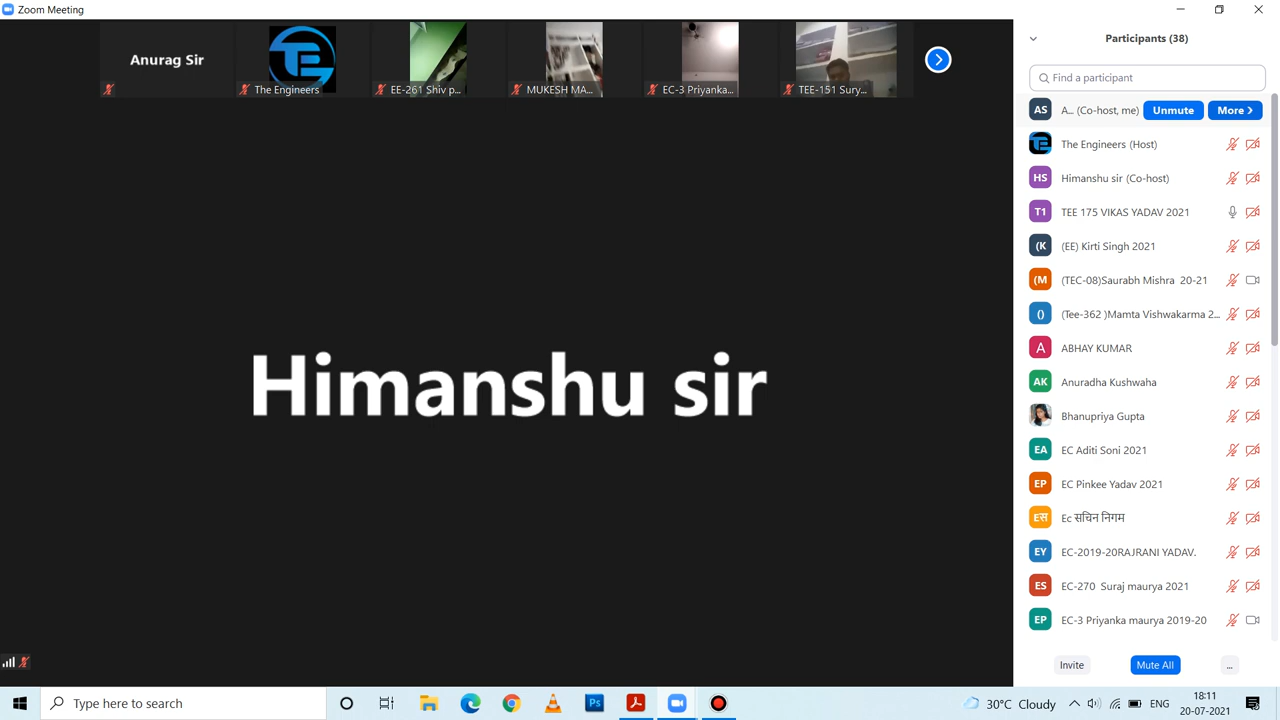 Zoom Meeting
Anurag Sir
The Engineers
EE-261 Shiv p...
MUKESH MA...
EC-3 Priyanka...
TEE-151 Sury...
Himanshu sir
Participants (38)
Find a participant
AS A... (Co-host, me) Unmute More
TE The Engineers (Host)
HS Himanshu sir (Co-host)
T1 TEE 175 VIKAS YADAV 2021
(K (EE) Kirti Singh 2021
(M (TEC-08)Saurabh Mishra 20-21
() (Tee-362 )Mamta Vishwakarma 2...
A ABHAY KUMAR
AK Anuradha Kushwaha
Bhanupriya Gupta
EA EC Aditi Soni 2021
EP EC Pinkee Yadav 2021
Eस Ec सचिन निगम
EY EC-2019-20RAJRANI YADAV.
ES EC-270 Suraj maurya 2021
EP EC-3 Priyanka maurya 2019-20
Invite Mute All ...
Type here to search
Ps
30°C Cloudy
ENG
18:11
20-07-2021